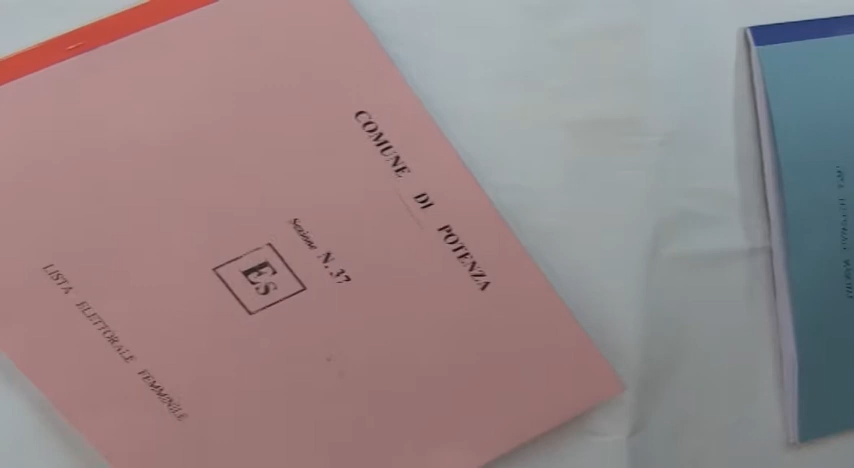 COMUNE DI POTENZA
Sezione N. 37
Es
LISTA ELETTORALE FEMMINILE